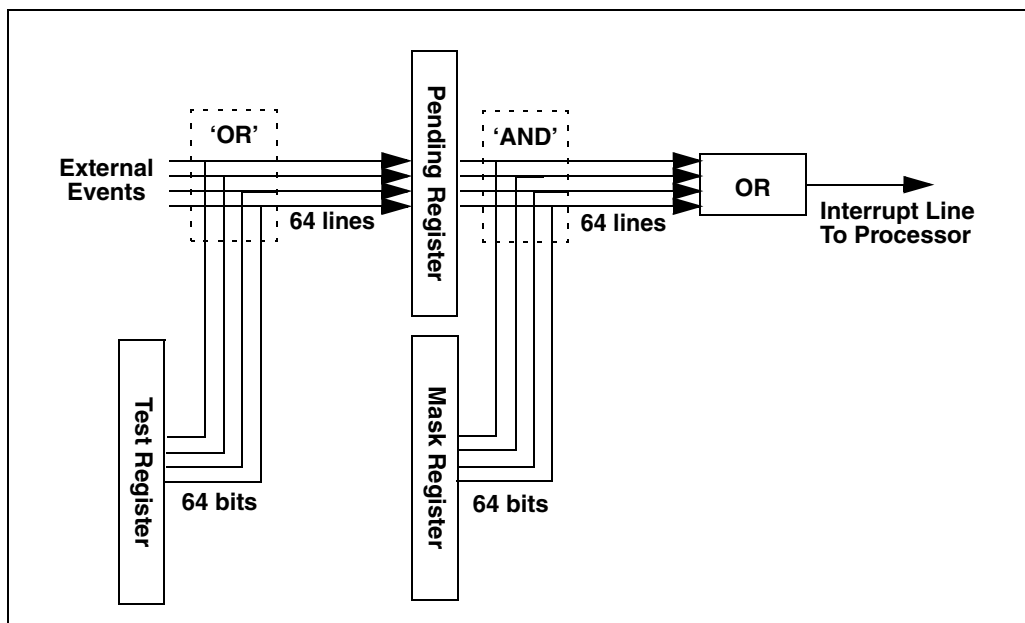 External
Events
‘OR’
64 lines
Pending Register
‘AND’
64 lines
OR
Interrupt Line
To Processor
Test Register
64 bits
Mask Register
64 bits